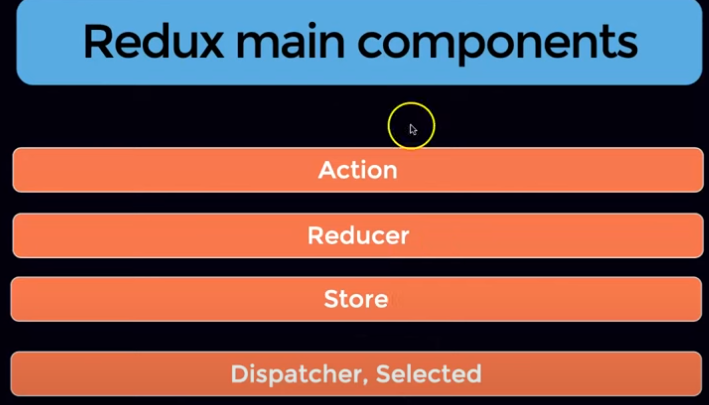 Redux main components
Action
Reducer
Store
Dispatcher, Selected